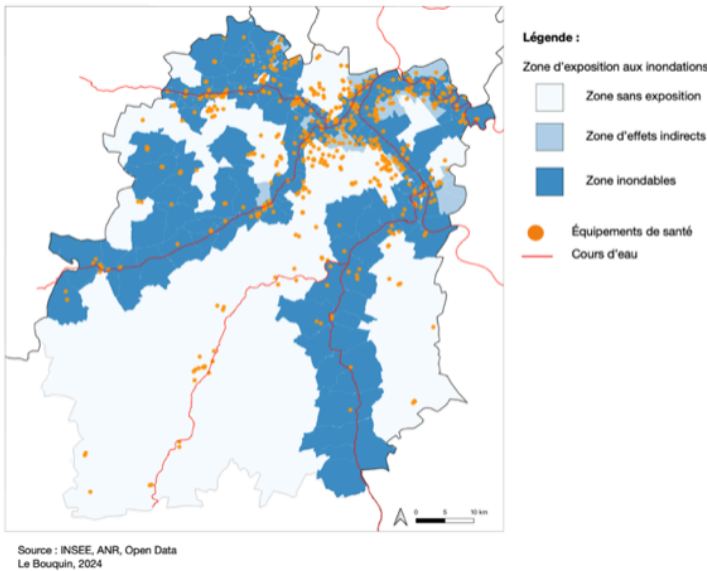 Légende :
Zone d'exposition aux inondations
Zone sans exposition
Zone d'effets indirects
Zone inondables
Équipements de santé
Cours d'eau
0 5 10 km
Source : INSEE, ANR, Open Data
Le Bouquin, 2024